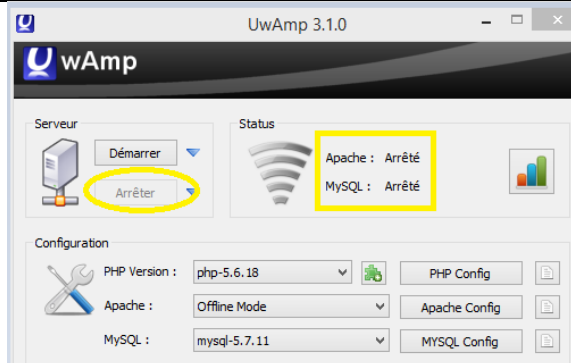 UwAmp 3.1.0
UwAmp
Serveur
Status
Démarrer
Apache : Arrêté
Arrêter
MySQL : Arrêté
Configuration
PHP Version : php-5.6.18 PHP Config
Apache : Offline Mode Apache Config
MySQL : mysql-5.7.11 MYSQL Config